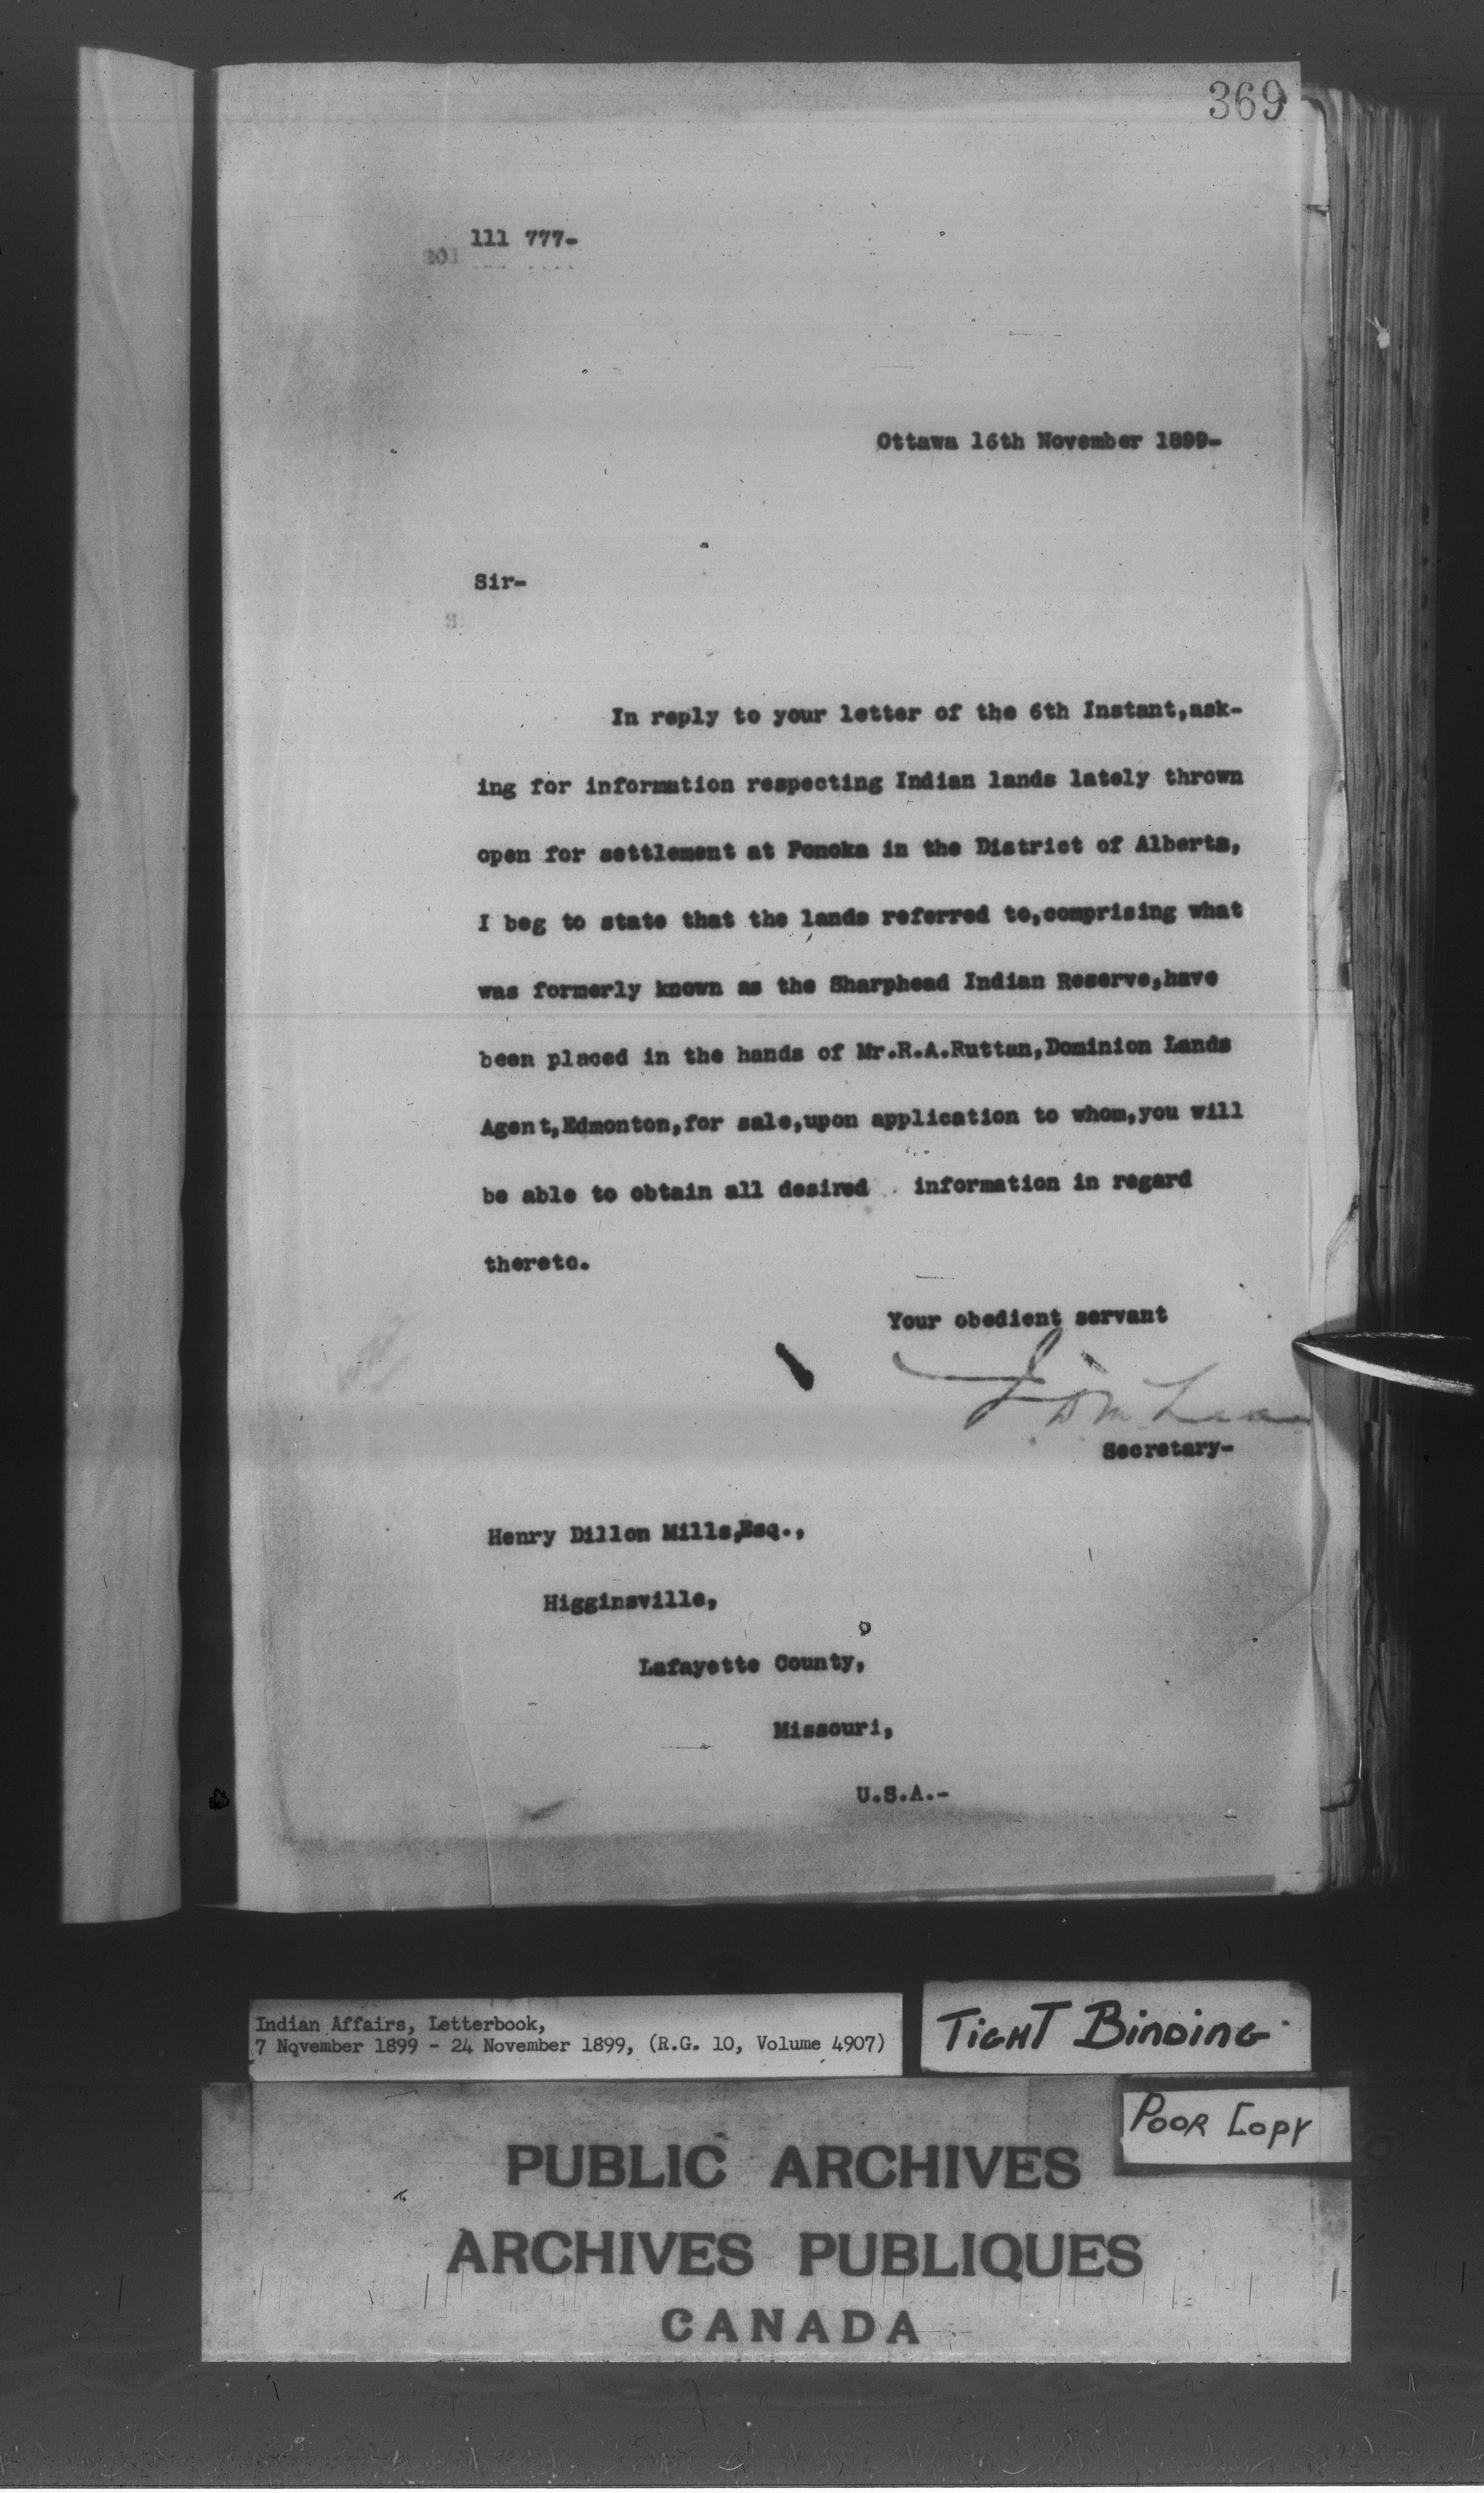 369
111 777-
Ottawa 16th November 1899-
Sir-
In reply to your letter of the 6th Instant,ask-
ing for information respecting Indian lands lately thrown
open for settlement at Ponoka in the District of Alberta,
I beg to state that the lands referred to,comprising what
was formerly known as the Sharphead Indian Reserve,have
been placed in the hands of Mr.R.A.Ruttan,Dominion Lands
Agent,Edmonton,for sale,upon application to whom,you will
be able to obtain all desired information in regard
thereto.
Your obedient servant
Secretary-
Henry Dillon Mills,Esq.,
Higginsville,
Lafayette County,
Missouri,
U.S.A.-
Indian Affairs, Letterbook,
7 November 1899 - 24 November 1899, (R.G. 10, Volume 4907)
TIGHT BINDING
POOR COPY
PUBLIC ARCHIVES
ARCHIVES PUBLIQUES
CANADA